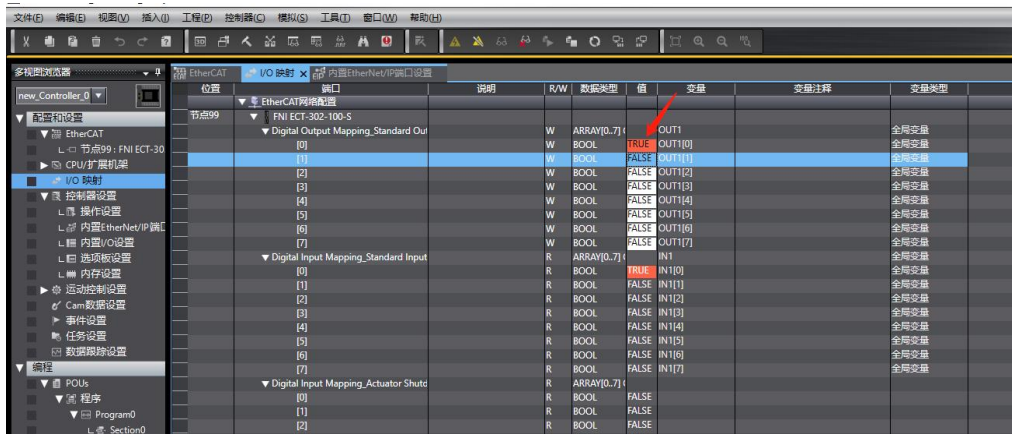 文件(F) 编辑(E) 视图(V) 插入(I) 工程(P) 控制器(C) 模拟(S) 工具(T) 窗口(W) 帮助(H)
多视图浏览器
EtherCAT I/O 映射 内置EtherNet/IP端口设置
new_Controller_0
位置 端口 说明 R/W 数据类型 值 变量 变量注释 变量类型
配置和设置
EtherCAT
节点99 : FNI ECT-30
CPU/扩展机架
I/O 映射
控制器设置
操作设置
内置EtherNet/IP端
内置I/O设置
选项板设置
内存设置
运动控制设置
Cam数据设置
事件设置
任务设置
数据跟踪设置
编程
POUs
程序
Program0
Section0
EtherCAT网络配置
节点99 FNI ECT-302-100-S
Digital Output Mapping_Standard Out W ARRAY[0..7] OUT1 全局变量
[0] W BOOL TRUE OUT1[0] 全局变量
[1] W BOOL FALSE OUT1[1] 全局变量
[2] W BOOL FALSE OUT1[2] 全局变量
[3] W BOOL FALSE OUT1[3] 全局变量
[4] W BOOL FALSE OUT1[4] 全局变量
[5] W BOOL FALSE OUT1[5] 全局变量
[6] W BOOL FALSE OUT1[6] 全局变量
[7] W BOOL FALSE OUT1[7] 全局变量
Digital Input Mapping_Standard Input R ARRAY[0..7] IN1 全局变量
[0] R BOOL TRUE IN1[0] 全局变量
[1] R BOOL FALSE IN1[1] 全局变量
[2] R BOOL FALSE IN1[2] 全局变量
[3] R BOOL FALSE IN1[3] 全局变量
[4] R BOOL FALSE IN1[4] 全局变量
[5] R BOOL FALSE IN1[5] 全局变量
[6] R BOOL FALSE IN1[6] 全局变量
[7] R BOOL FALSE IN1[7] 全局变量
Digital Input Mapping_Actuator Shutd R ARRAY[0..7]
[0] R BOOL FALSE
[1] R BOOL FALSE
[2] R BOOL FALSE